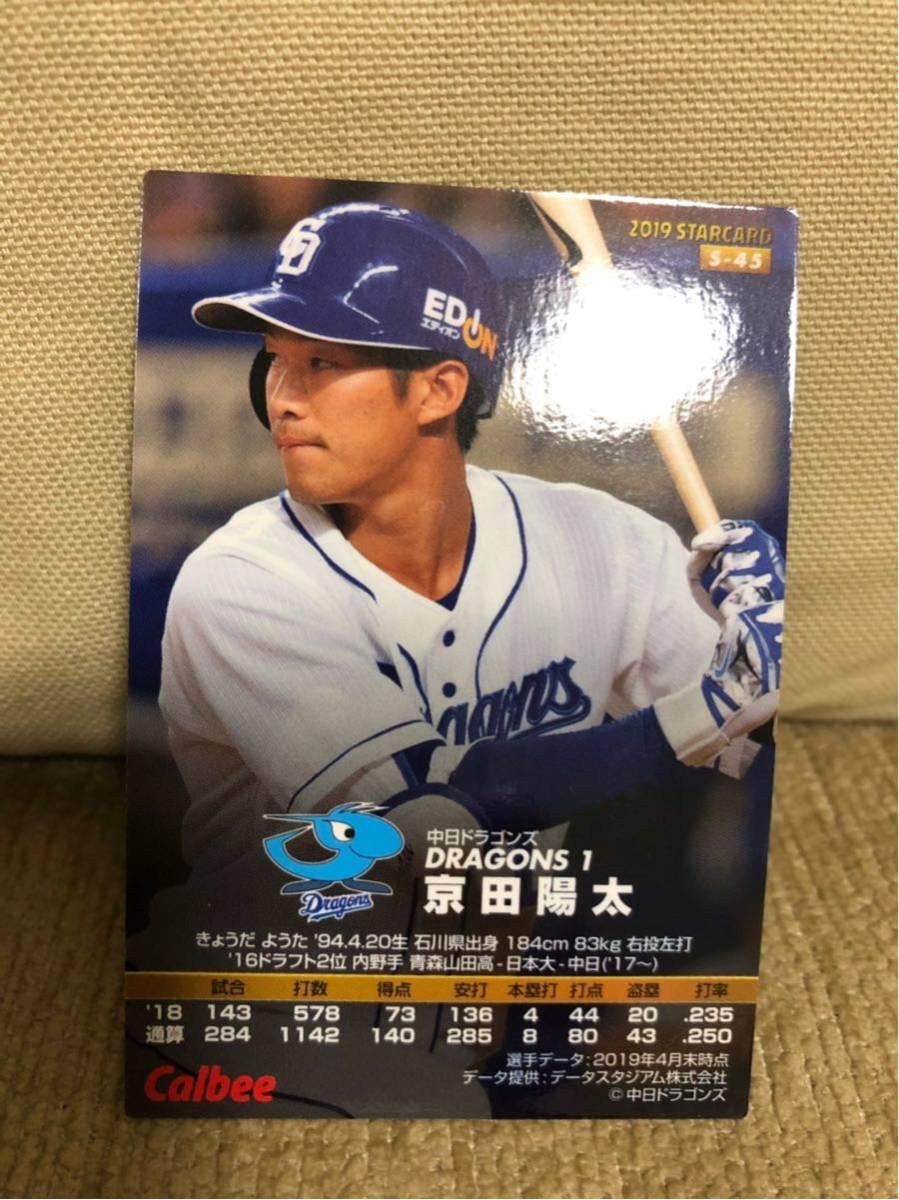 2019 STARCARD
S-45
CD
EDION
エディオン
agons
中日ドラゴンズ
DRAGONS 1
Dragons
京田陽太
きょうだ ようた '94.4.20生 石川県出身 184cm 83kg 右投左打
'16ドラフト2位 内野手 青森山田高-日本大-中日('17〜)
試合 打数 得点 安打 本塁打 打点 盗塁 打率
'18 143 578 73 136 4 44 20 .235
通算 284 1142 140 285 8 80 43 .250
選手データ:2019年4月末時点
Calbee
データ提供:データスタジアム株式会社
©中日ドラゴンズ